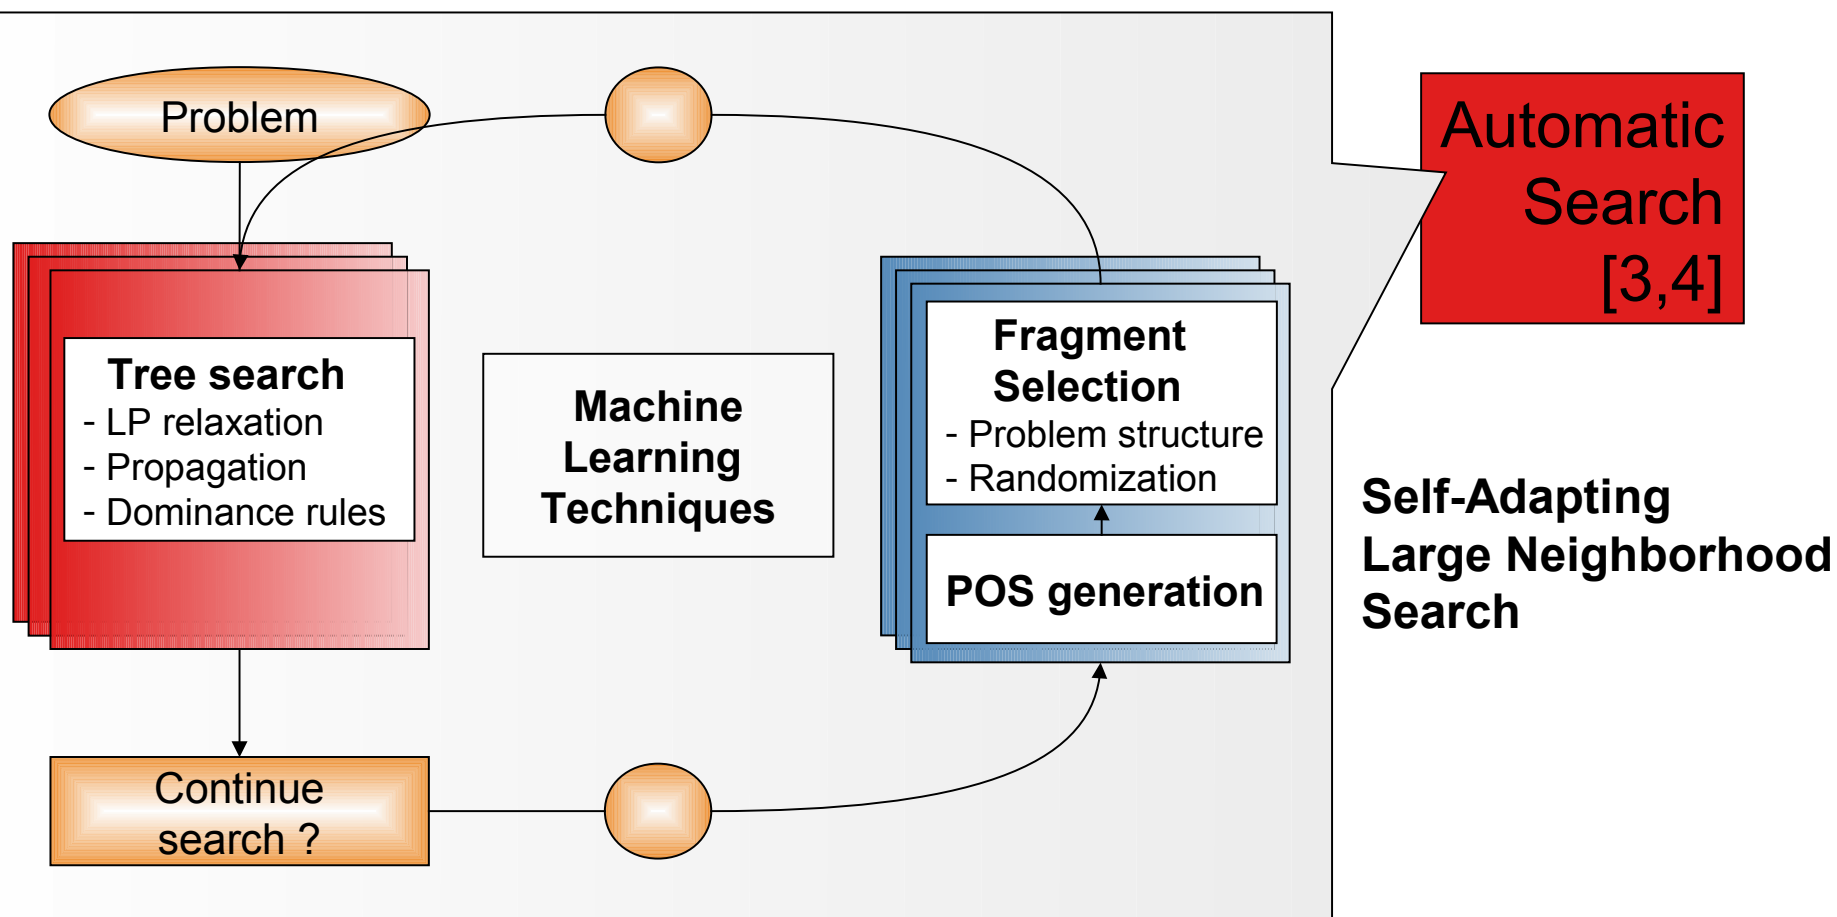 Problem
Automatic
Search
[3,4]
Tree search
- LP relaxation
- Propagation
- Dominance rules
Machine
Learning
Techniques
Fragment
Selection
- Problem structure
- Randomization
POS generation
Self-Adapting
Large Neighborhood
Search
Continue
search ?